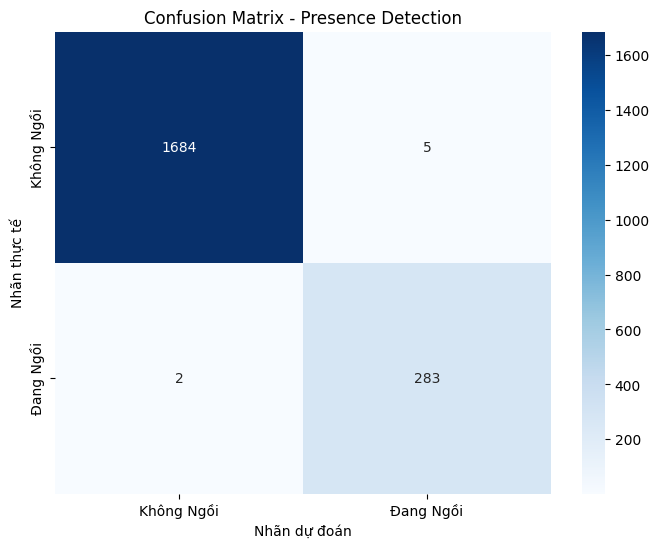 Confusion Matrix - Presence Detection
Nhãn thực tế
Không Ngồi
Đang Ngồi
1684
5
2
283
Không Ngồi
Đang Ngồi
Nhãn dự đoán
1600
1400
1200
1000
800
600
400
200